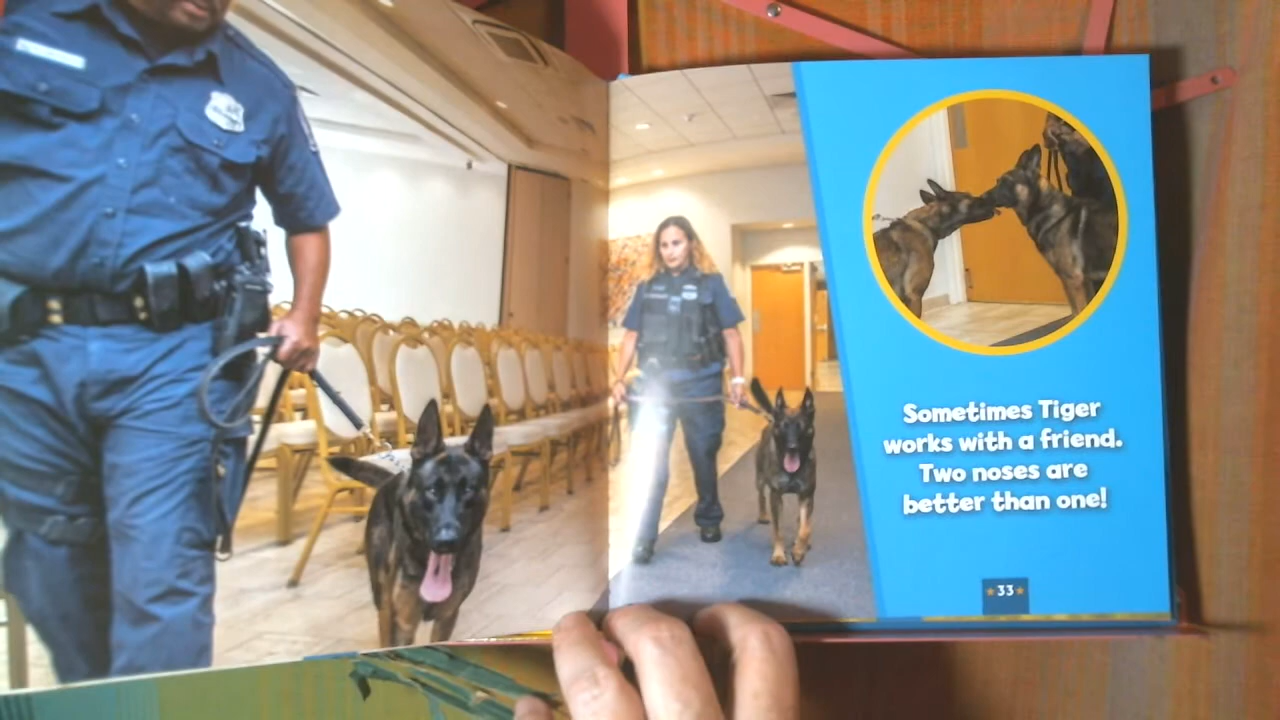 Sometimes Tiger
works with a friend.
Two noses are
better than one!
33